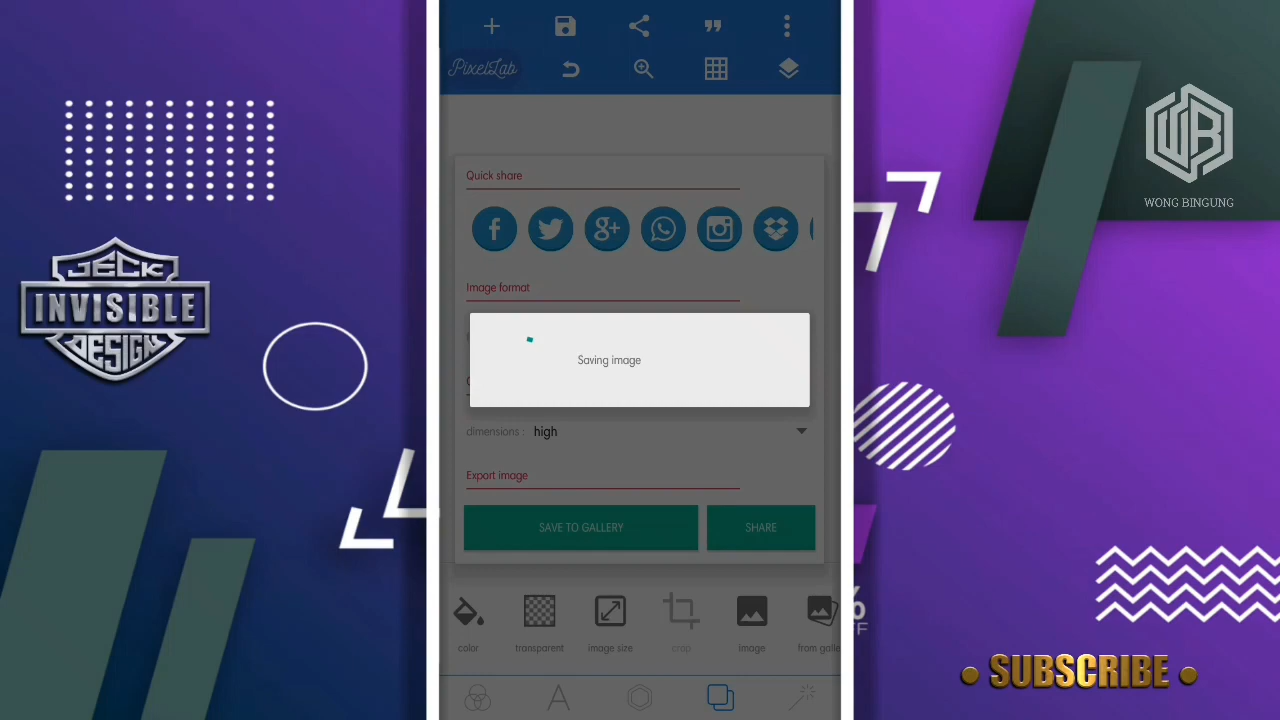 PixelLab
Quick share
Image format
Saving image
dimensions : high
Export image
SAVE TO GALLERY
SHARE
color
transparent
image size
crop
image
from galle
JECK
INVISIBLE
DESIGN
WB
WONG BINGUNG
SUBSCRIBE